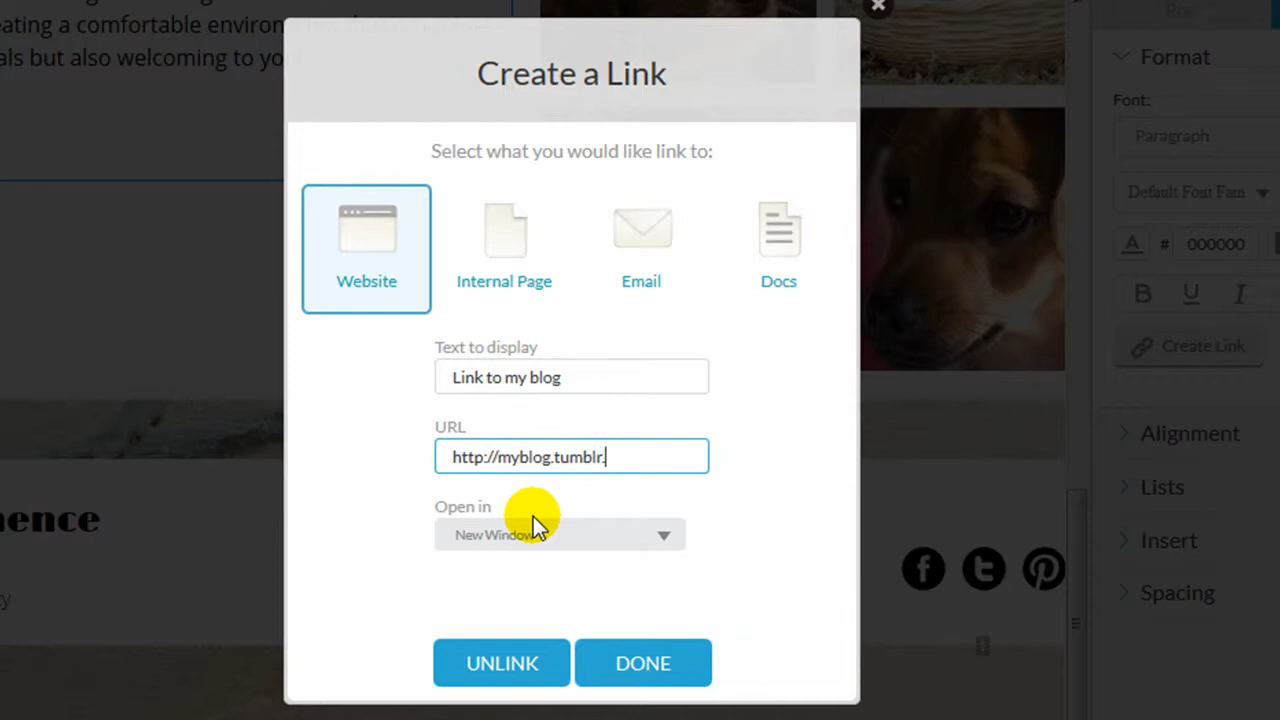 eating a comfortable environ
als but also welcoming to yo
Create a Link
Select what you would like link to:
Website
Internal Page
Email
Docs
Text to display
Link to my blog
URL
http://myblog.tumblr.
Open in
New Window
UNLINK
DONE
nence
ty
Format
Font:
Paragraph
Default Font Fam
A # 000000
B U I
Create Link
Alignment
Lists
Insert
Spacing